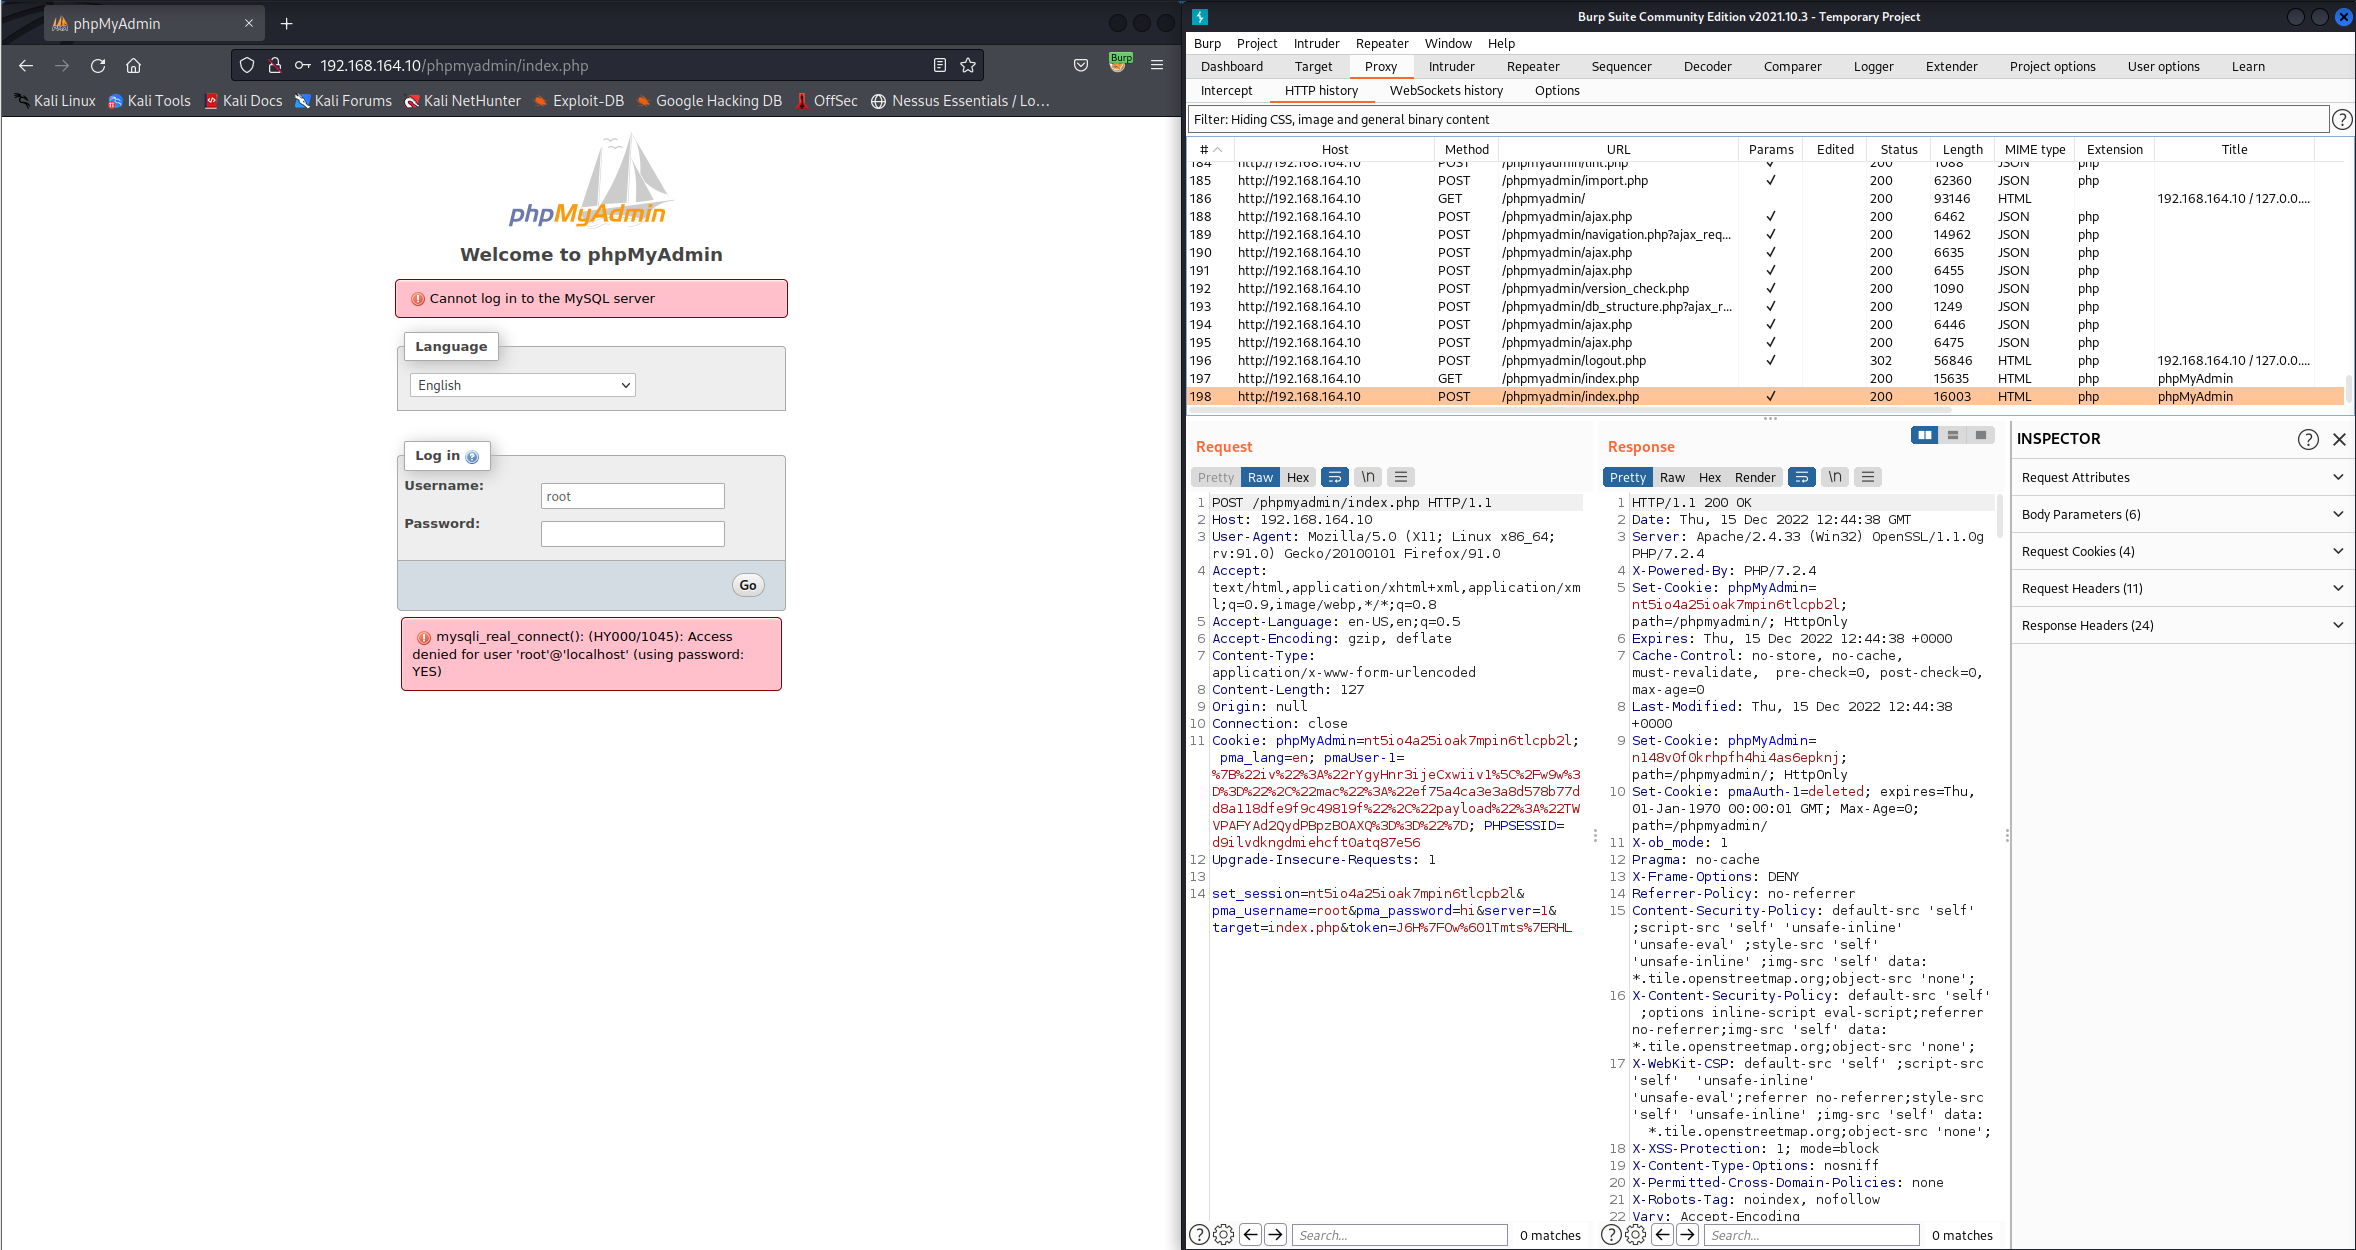 phpMyAdmin
192.168.164.10/phpmyadmin/index.php
Burp
Kali Linux Kali Tools Kali Docs Kali Forums Kali NetHunter Exploit-DB Google Hacking DB OffSec Nessus Essentials / Lo...
phpMyAdmin
Welcome to phpMyAdmin
Cannot log in to the MySQL server
Language
English
Log in
Username:
root
Password:
Go
mysqli_real_connect(): (HY000/1045): Access
denied for user 'root'@'localhost' (using password:
YES)
Burp Suite Community Edition v2021.10.3 - Temporary Project
Burp Project Intruder Repeater Window Help
Dashboard Target Proxy Intruder Repeater Sequencer Decoder Comparer Logger Extender Project options User options Learn
Intercept HTTP history WebSockets history Options
Filter: Hiding CSS, image and general binary content
# Host Method URL Params Edited Status Length MIME type Extension Title
184 http://192.168.164.10 POST /phpmyadmin/lint.php ✓ 200 1088 JSON php
185 http://192.168.164.10 POST /phpmyadmin/import.php ✓ 200 62360 JSON php
186 http://192.168.164.10 GET /phpmyadmin/ 200 93146 HTML 192.168.164.10 / 127.0.0....
188 http://192.168.164.10 POST /phpmyadmin/ajax.php ✓ 200 6462 JSON php
189 http://192.168.164.10 POST /phpmyadmin/navigation.php?ajax_req... ✓ 200 14962 JSON php
190 http://192.168.164.10 POST /phpmyadmin/ajax.php ✓ 200 6635 JSON php
191 http://192.168.164.10 POST /phpmyadmin/ajax.php ✓ 200 6455 JSON php
192 http://192.168.164.10 POST /phpmyadmin/version_check.php ✓ 200 1090 JSON php
193 http://192.168.164.10 POST /phpmyadmin/db_structure.php?ajax_r... ✓ 200 1249 JSON php
194 http://192.168.164.10 POST /phpmyadmin/ajax.php ✓ 200 6446 JSON php
195 http://192.168.164.10 POST /phpmyadmin/ajax.php ✓ 200 6475 JSON php
196 http://192.168.164.10 POST /phpmyadmin/logout.php ✓ 302 56846 HTML php 192.168.164.10 / 127.0.0....
197 http://192.168.164.10 GET /phpmyadmin/index.php 200 15635 HTML php phpMyAdmin
198 http://192.168.164.10 POST /phpmyadmin/index.php ✓ 200 16003 HTML php phpMyAdmin
Request
Pretty Raw Hex \n
1 POST /phpmyadmin/index.php HTTP/1.1
2 Host: 192.168.164.10
3 User-Agent: Mozilla/5.0 (X11; Linux x86_64;
rv:91.0) Gecko/20100101 Firefox/91.0
4 Accept:
text/html,application/xhtml+xml,application/xm
l;q=0.9,image/webp,*/*;q=0.8
5 Accept-Language: en-US,en;q=0.5
6 Accept-Encoding: gzip, deflate
7 Content-Type:
application/x-www-form-urlencoded
8 Content-Length: 127
9 Origin: null
10 Connection: close
11 Cookie: phpMyAdmin=nt5io4a25ioak7mpin6tlcpb2l;
pma_lang=en; pmaUser-1=
%7B%22iv%22%3A%22rYgyHnr3ijeCxwiiv1%5C%2Fw9w%3
D%3D%22%2C%22mac%22%3A%22ef75a4ca3e3a8d578b77d
d8a118dfe9f9c49819f%22%2C%22payload%22%3A%22TW
VPAFYAd2QydPBpzBOAXQ%3D%3D%22%7D; PHPSESSID=
d9ilvdkngdmiehcft0atq87e56
12 Upgrade-Insecure-Requests: 1
13
14 set_session=nt5io4a25ioak7mpin6tlcpb2l&
pma_username=root&pma_password=hi&server=1&
target=index.php&token=J6H%7FOw%601Tmts%7ERHL
Search... 0 matches
Response
Pretty Raw Hex Render \n
1 HTTP/1.1 200 OK
2 Date: Thu, 15 Dec 2022 12:44:38 GMT
3 Server: Apache/2.4.33 (Win32) OpenSSL/1.1.0g
PHP/7.2.4
4 X-Powered-By: PHP/7.2.4
5 Set-Cookie: phpMyAdmin=
nt5io4a25ioak7mpin6tlcpb2l;
path=/phpmyadmin/; HttpOnly
6 Expires: Thu, 15 Dec 2022 12:44:38 +0000
7 Cache-Control: no-store, no-cache,
must-revalidate,  pre-check=0, post-check=0,
max-age=0
8 Last-Modified: Thu, 15 Dec 2022 12:44:38
+0000
9 Set-Cookie: phpMyAdmin=
n148v0f0krhpfh4hi4as6epknj;
path=/phpmyadmin/; HttpOnly
10 Set-Cookie: pmaAuth-1=deleted; expires=Thu,
01-Jan-1970 00:00:01 GMT; Max-Age=0;
path=/phpmyadmin/
11 X-ob_mode: 1
12 Pragma: no-cache
13 X-Frame-Options: DENY
14 Referrer-Policy: no-referrer
15 Content-Security-Policy: default-src 'self'
;script-src 'self' 'unsafe-inline'
'unsafe-eval' ;style-src 'self'
'unsafe-inline' ;img-src 'self' data:
*.tile.openstreetmap.org;object-src 'none';
16 X-Content-Security-Policy: default-src 'self'
;options inline-script eval-script;referrer
no-referrer;img-src 'self' data:
*.tile.openstreetmap.org;object-src 'none';
17 X-WebKit-CSP: default-src 'self' ;script-src
'self'  'unsafe-inline'
'unsafe-eval';referrer no-referrer;style-src
'self' 'unsafe-inline' ;img-src 'self' data:
*.tile.openstreetmap.org;object-src 'none';
18 X-XSS-Protection: 1; mode=block
19 X-Content-Type-Options: nosniff
20 X-Permitted-Cross-Domain-Policies: none
21 X-Robots-Tag: noindex, nofollow
22 Vary: Accept-Encoding
Search... 0 matches
INSPECTOR
Request Attributes
Body Parameters (6)
Request Cookies (4)
Request Headers (11)
Response Headers (24)